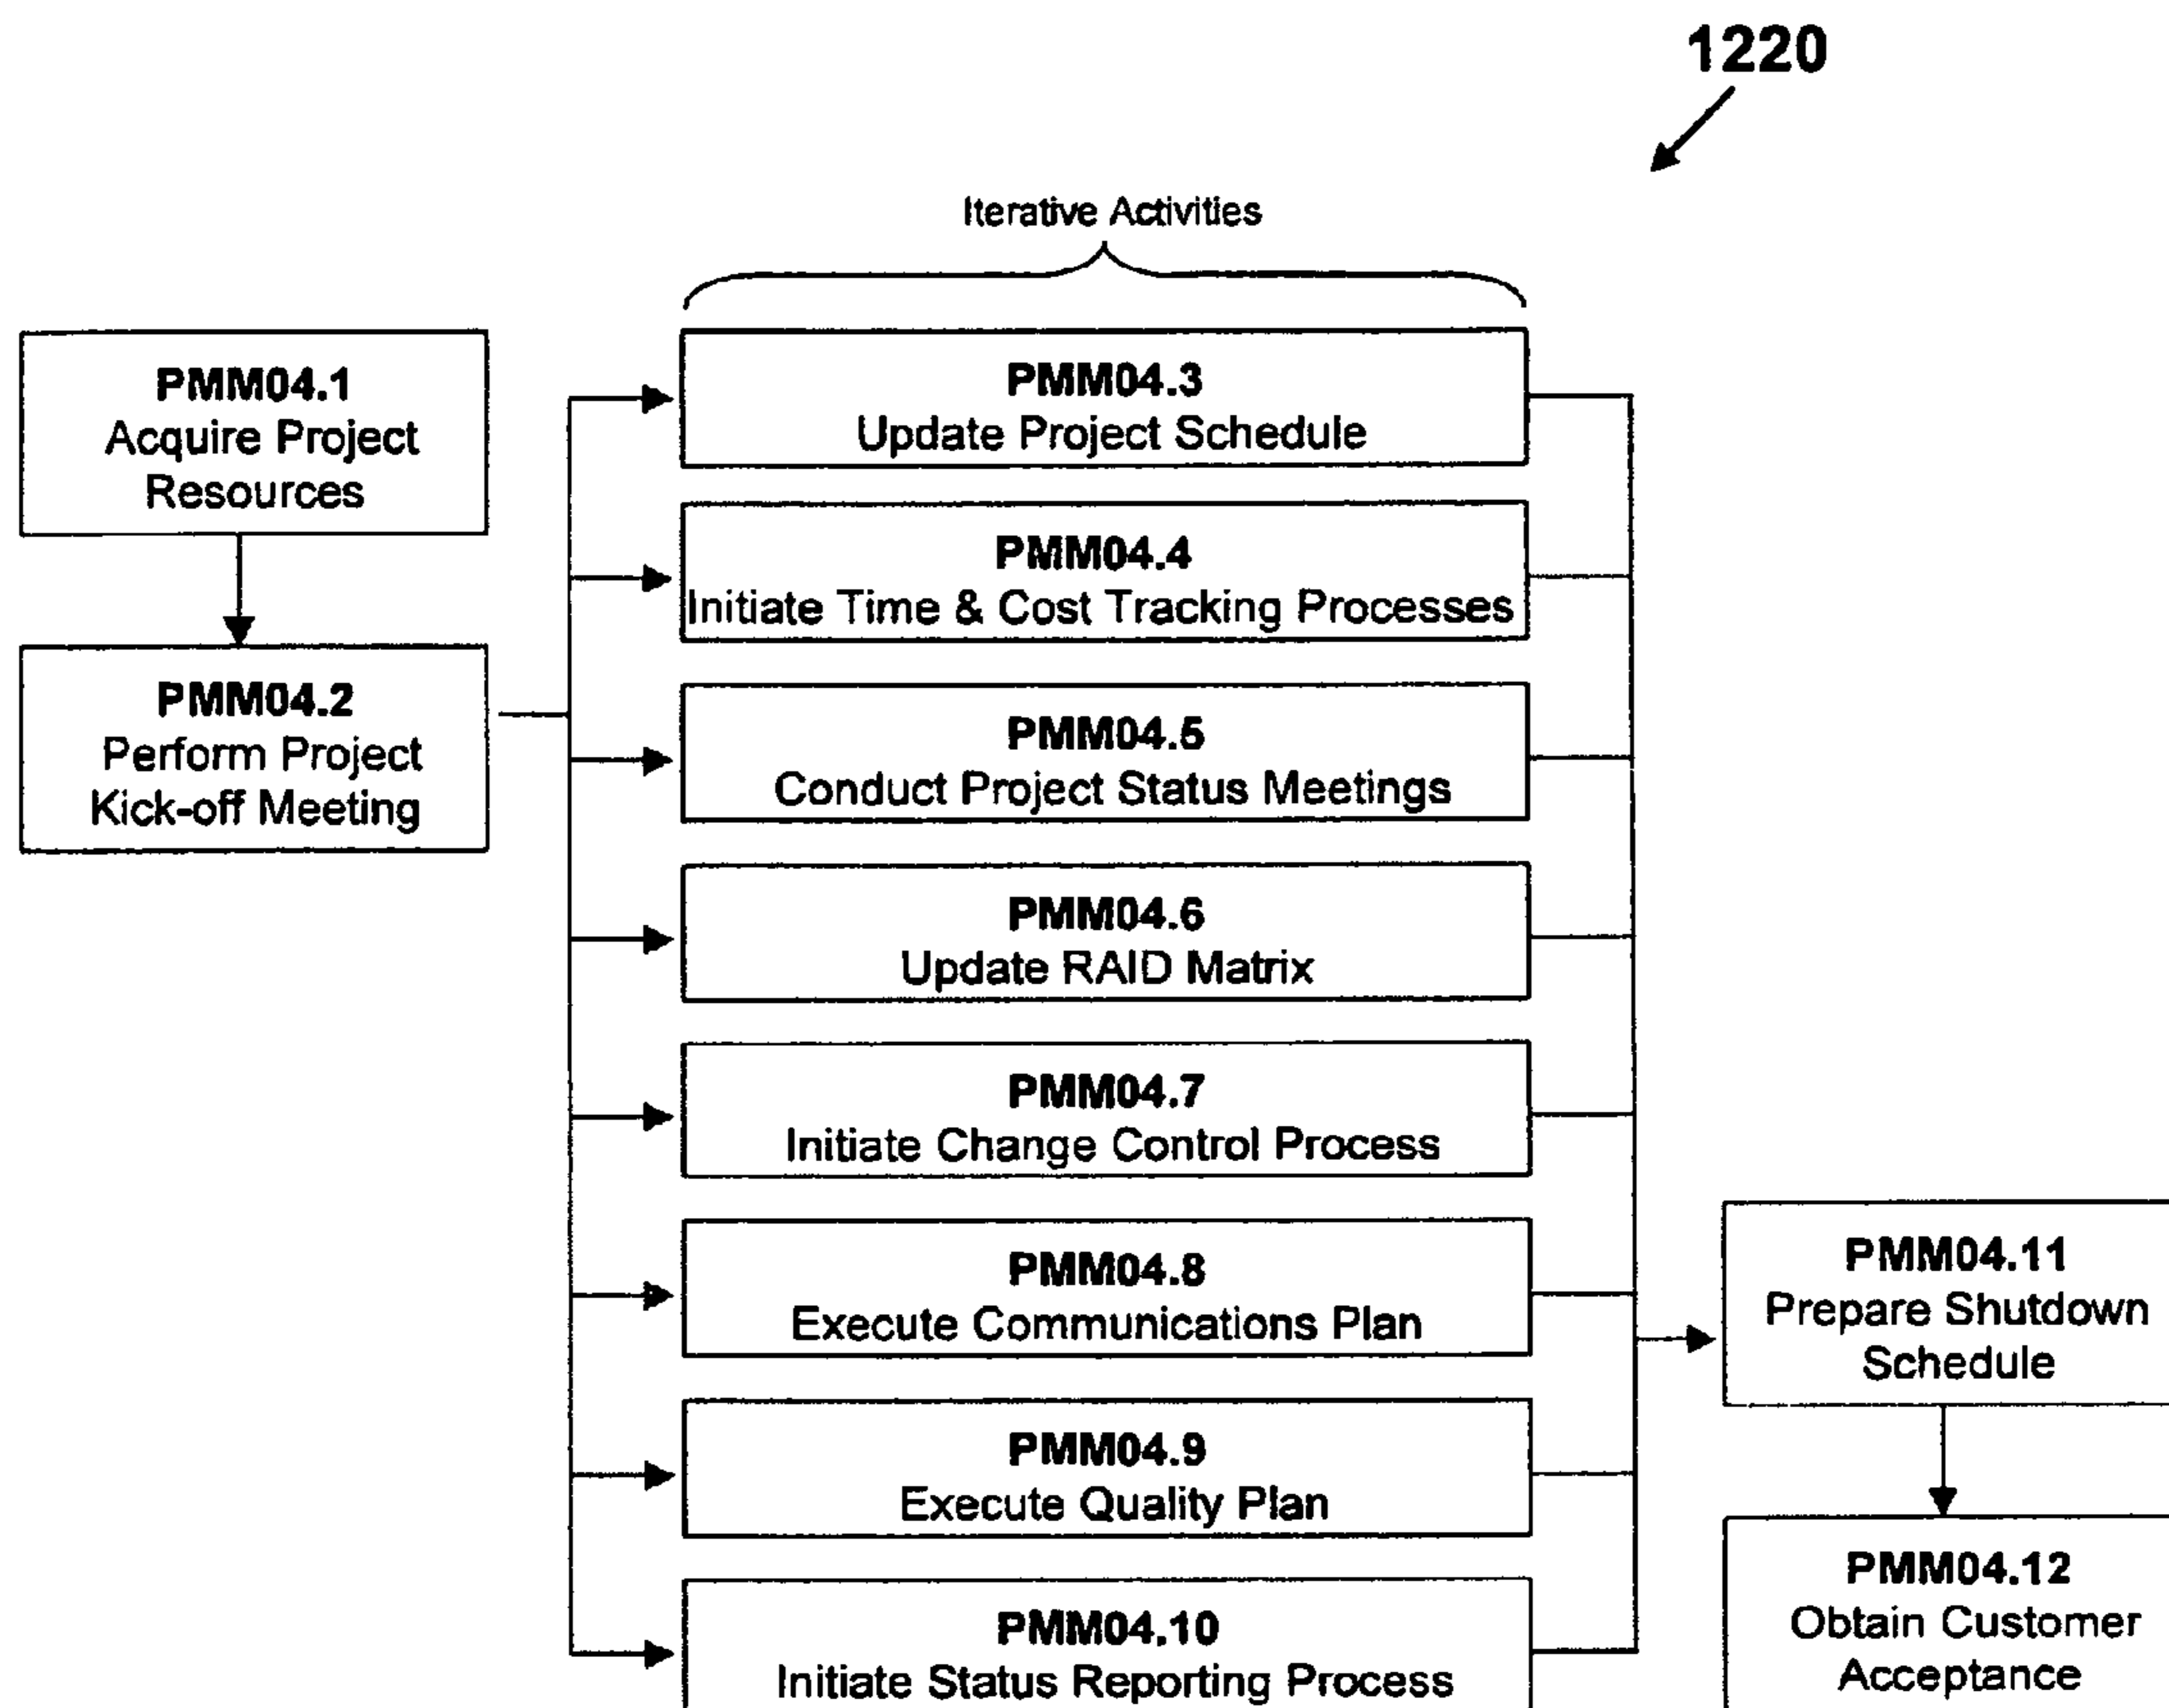 1220
Iterative Activities
PMM04.1
Acquire Project
Resources
PMM04.2
Perform Project
Kick-off Meeting
PMM04.3
Update Project Schedule
PMM04.4
Initiate Time & Cost Tracking Processes
PMM04.5
Conduct Project Status Meetings
PMM04.6
Update RAID Matrix
PMM04.7
Initiate Change Control Process
PMM04.8
Execute Communications Plan
PMM04.9
Execute Quality Plan
PMM04.10
Initiate Status Reporting Process
PMM04.11
Prepare Shutdown
Schedule
PMM04.12
Obtain Customer
Acceptance